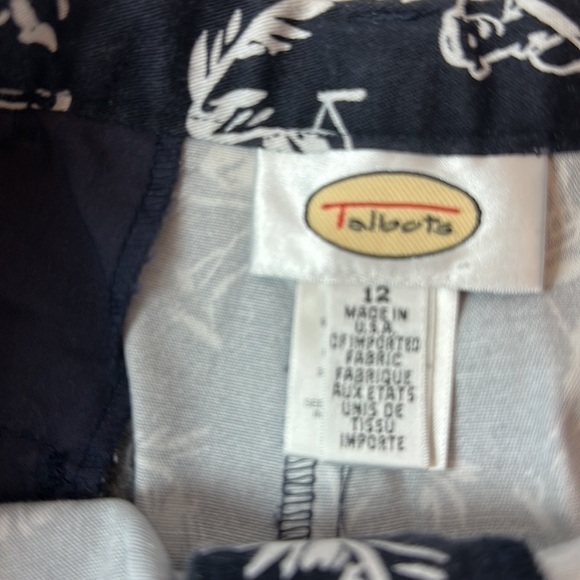 Talbots
12
MADE IN
U.S.A.
OF IMPORTED
FABRIC
FABRIQUE
AUX ETATS
UNIS DE
TISSU
IMPORTE